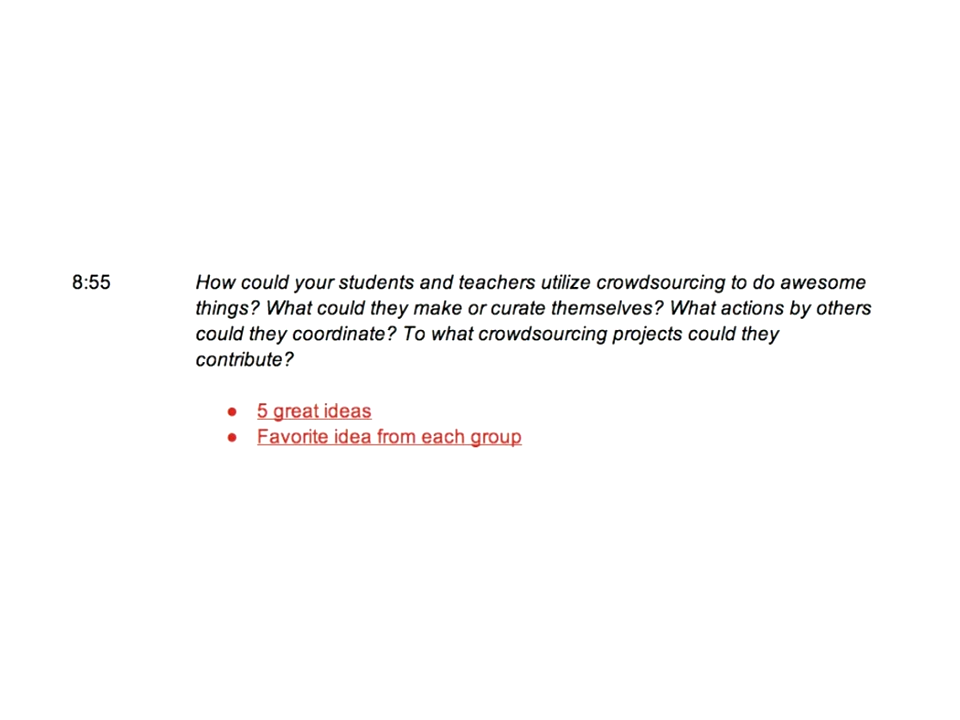 8:55 How could your students and teachers utilize crowdsourcing to do awesome
things? What could they make or curate themselves? What actions by others
could they coordinate? To what crowdsourcing projects could they
contribute?
● 5 great ideas
● Favorite idea from each group